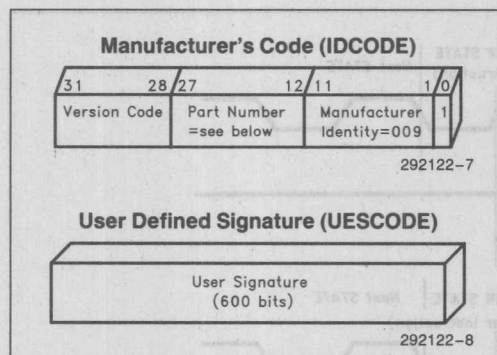 Manufacturer's Code (IDCODE)
31 28 27 12 11 1 0
Version Code Part Number Manufacturer 1
=see below Identity=009
292122-7
User Defined Signature (UESCODE)
User Signature
(600 bits)
292122-8